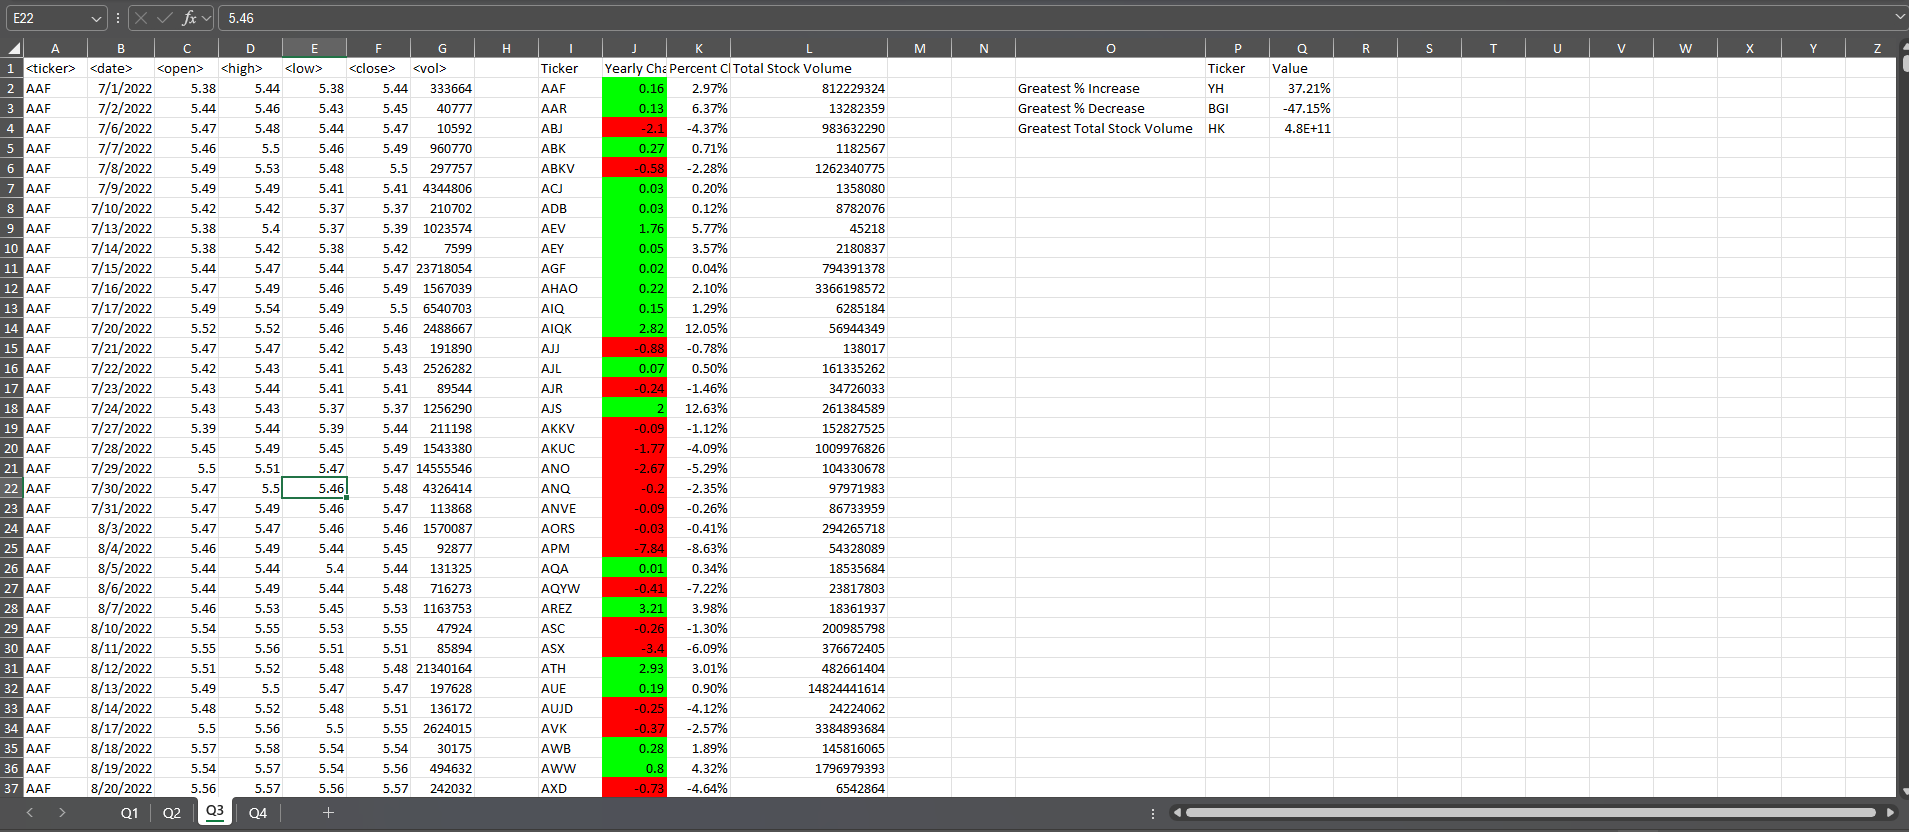 E22 fx 5.46
A B C D E F G H I J K L M N O P Q R S T U V W X Y Z
1 <ticker> <date> <open> <high> <low> <close> <vol> Ticker Yearly Cha Percent Cl Total Stock Volume Ticker Value
2 AAF 7/1/2022 5.38 5.44 5.38 5.44 333664 AAF 0.16 2.97% 812229324 Greatest % Increase YH 37.21%
3 AAF 7/2/2022 5.44 5.46 5.43 5.45 40777 AAR 0.13 6.37% 13282359 Greatest % Decrease BGI -47.15%
4 AAF 7/6/2022 5.47 5.48 5.44 5.47 10592 ABJ -2.1 -4.37% 983632290 Greatest Total Stock Volume HK 4.8E+11
5 AAF 7/7/2022 5.46 5.5 5.46 5.49 960770 ABK 0.27 0.71% 1182567
6 AAF 7/8/2022 5.49 5.53 5.48 5.5 297757 ABKV -0.58 -2.28% 1262340775
7 AAF 7/9/2022 5.49 5.49 5.41 5.41 4344806 ACJ 0.03 0.20% 1358080
8 AAF 7/10/2022 5.42 5.42 5.37 5.37 210702 ADB 0.03 0.12% 8782076
9 AAF 7/13/2022 5.38 5.4 5.37 5.39 1023574 AEV 1.76 5.77% 45218
10 AAF 7/14/2022 5.38 5.42 5.38 5.42 7599 AEY 0.05 3.57% 2180837
11 AAF 7/15/2022 5.44 5.47 5.44 5.47 23718054 AGF 0.02 0.04% 794391378
12 AAF 7/16/2022 5.47 5.49 5.46 5.49 1567039 AHAO 0.22 2.10% 3366198572
13 AAF 7/17/2022 5.49 5.54 5.49 5.5 6540703 AIQ 0.15 1.29% 6285184
14 AAF 7/20/2022 5.52 5.52 5.46 5.46 2488667 AIQK 2.82 12.05% 56944349
15 AAF 7/21/2022 5.47 5.47 5.42 5.43 191890 AJJ -0.88 -0.78% 138017
16 AAF 7/22/2022 5.42 5.43 5.41 5.43 2526282 AJL 0.07 0.50% 161335262
17 AAF 7/23/2022 5.43 5.44 5.41 5.41 89544 AJR -0.24 -1.46% 34726033
18 AAF 7/24/2022 5.43 5.43 5.37 5.37 1256290 AJS 2 12.63% 261384589
19 AAF 7/27/2022 5.39 5.44 5.39 5.44 211198 AKKV -0.09 -1.12% 152827525
20 AAF 7/28/2022 5.45 5.49 5.45 5.49 1543380 AKUC -1.77 -4.09% 1009976826
21 AAF 7/29/2022 5.5 5.51 5.47 5.47 14555546 ANO -2.67 -5.29% 104330678
22 AAF 7/30/2022 5.47 5.5 5.46 5.48 4326414 ANQ -0.2 -2.35% 97971983
23 AAF 7/31/2022 5.47 5.49 5.46 5.47 113868 ANVE -0.09 -0.26% 86733959
24 AAF 8/3/2022 5.47 5.47 5.46 5.46 1570087 AORS -0.03 -0.41% 294265718
25 AAF 8/4/2022 5.46 5.49 5.44 5.45 92877 APM -7.84 -8.63% 54328089
26 AAF 8/5/2022 5.44 5.44 5.4 5.44 131325 AQA 0.01 0.34% 18535684
27 AAF 8/6/2022 5.44 5.49 5.44 5.48 716273 AQYW -0.41 -7.22% 23817803
28 AAF 8/7/2022 5.46 5.53 5.45 5.53 1163753 AREZ 3.21 3.98% 18361937
29 AAF 8/10/2022 5.54 5.55 5.53 5.55 47924 ASC -0.26 -1.30% 200985798
30 AAF 8/11/2022 5.55 5.56 5.51 5.51 85894 ASX -3.4 -6.09% 376672405
31 AAF 8/12/2022 5.51 5.52 5.48 5.48 21340164 ATH 2.93 3.01% 482661404
32 AAF 8/13/2022 5.49 5.5 5.47 5.47 197628 AUE 0.19 0.90% 14824441614
33 AAF 8/14/2022 5.48 5.52 5.48 5.51 136172 AUJD -0.25 -4.12% 24224062
34 AAF 8/17/2022 5.5 5.56 5.5 5.55 2624015 AVK -0.37 -2.57% 3384893684
35 AAF 8/18/2022 5.57 5.58 5.54 5.54 30175 AWB 0.28 1.89% 145816065
36 AAF 8/19/2022 5.54 5.57 5.54 5.56 494632 AWW 0.8 4.32% 1796979393
37 AAF 8/20/2022 5.56 5.57 5.56 5.57 242032 AXD -0.73 -4.64% 6542864
Q1 Q2 Q3 Q4